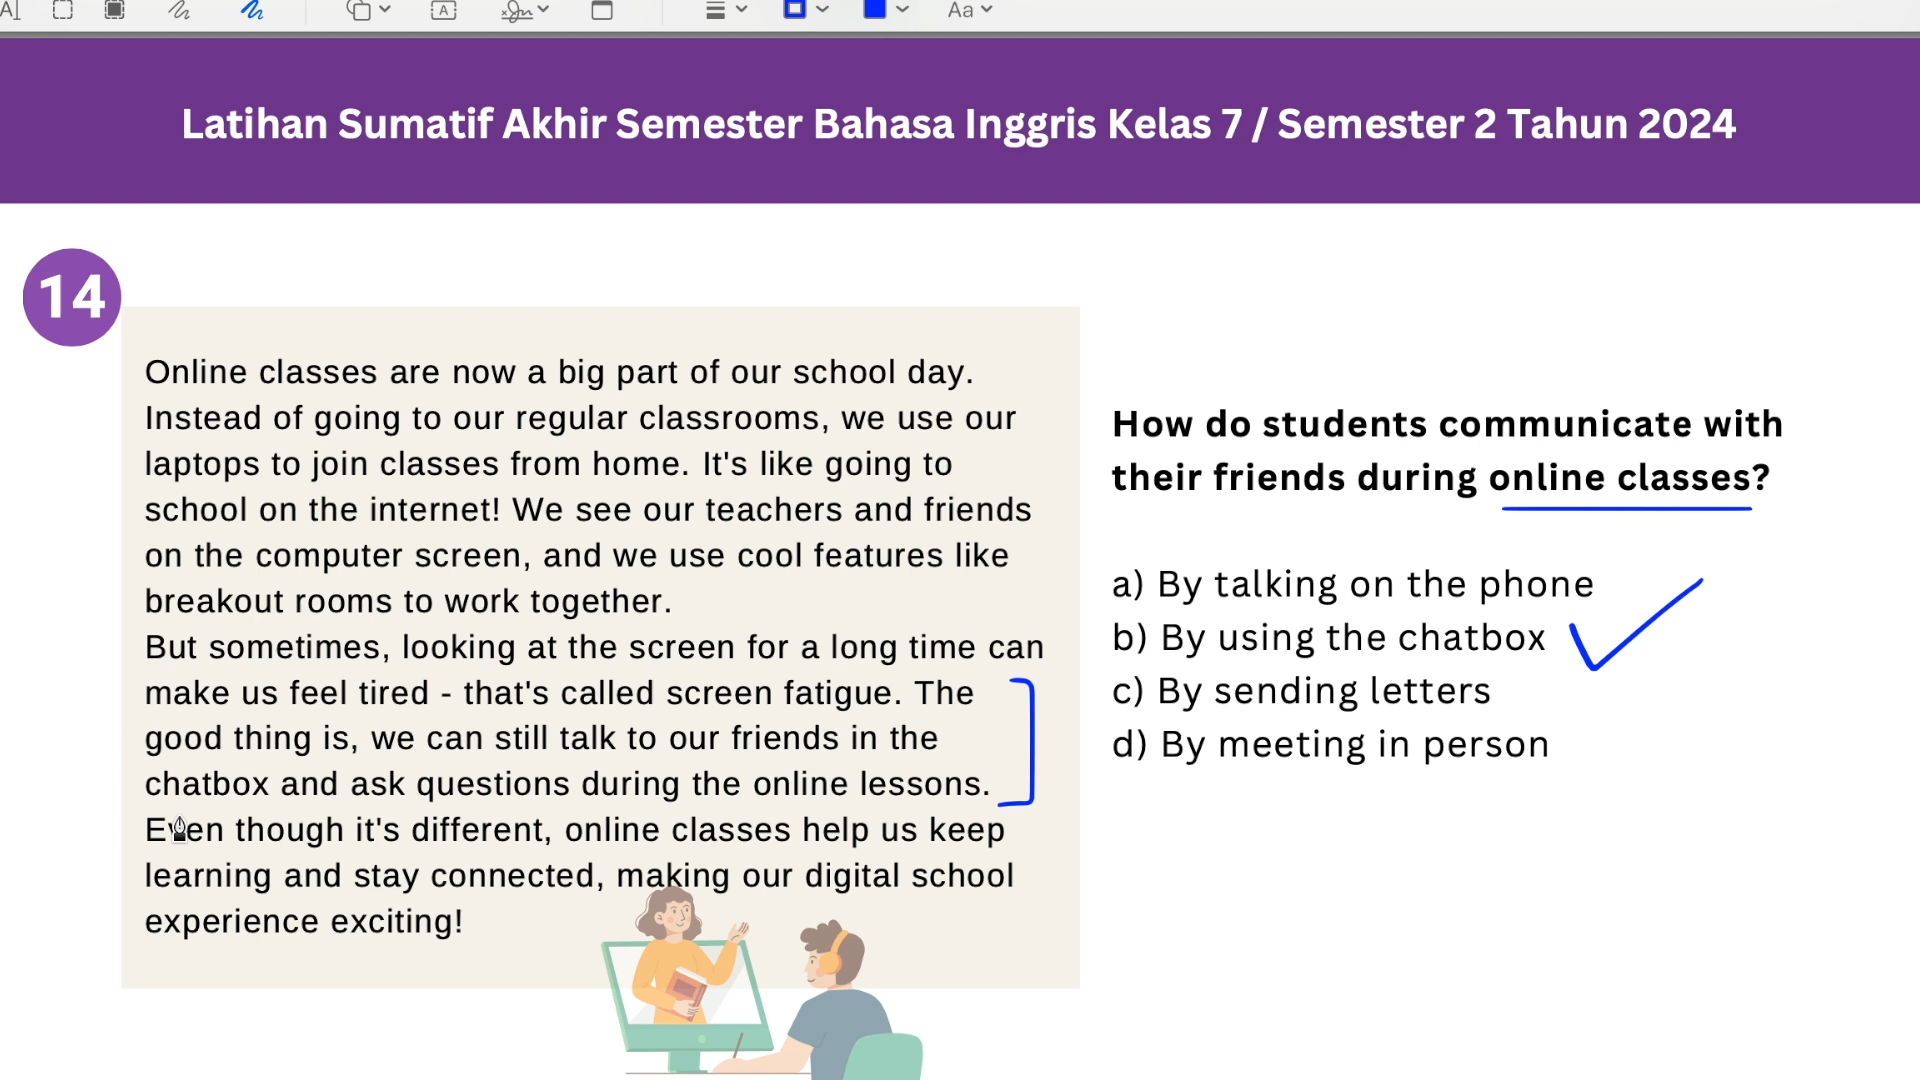 Latihan Sumatif Akhir Semester Bahasa Inggris Kelas 7 / Semester 2 Tahun 2024
14
Online classes are now a big part of our school day.
Instead of going to our regular classrooms, we use our
laptops to join classes from home. It's like going to
school on the internet! We see our teachers and friends
on the computer screen, and we use cool features like
breakout rooms to work together.
But sometimes, looking at the screen for a long time can
make us feel tired - that's called screen fatigue. The
good thing is, we can still talk to our friends in the
chatbox and ask questions during the online lessons.
Even though it's different, online classes help us keep
learning and stay connected, making our digital school
experience exciting!
How do students communicate with
their friends during online classes?
a) By talking on the phone
b) By using the chatbox
c) By sending letters
d) By meeting in person
A
Aa